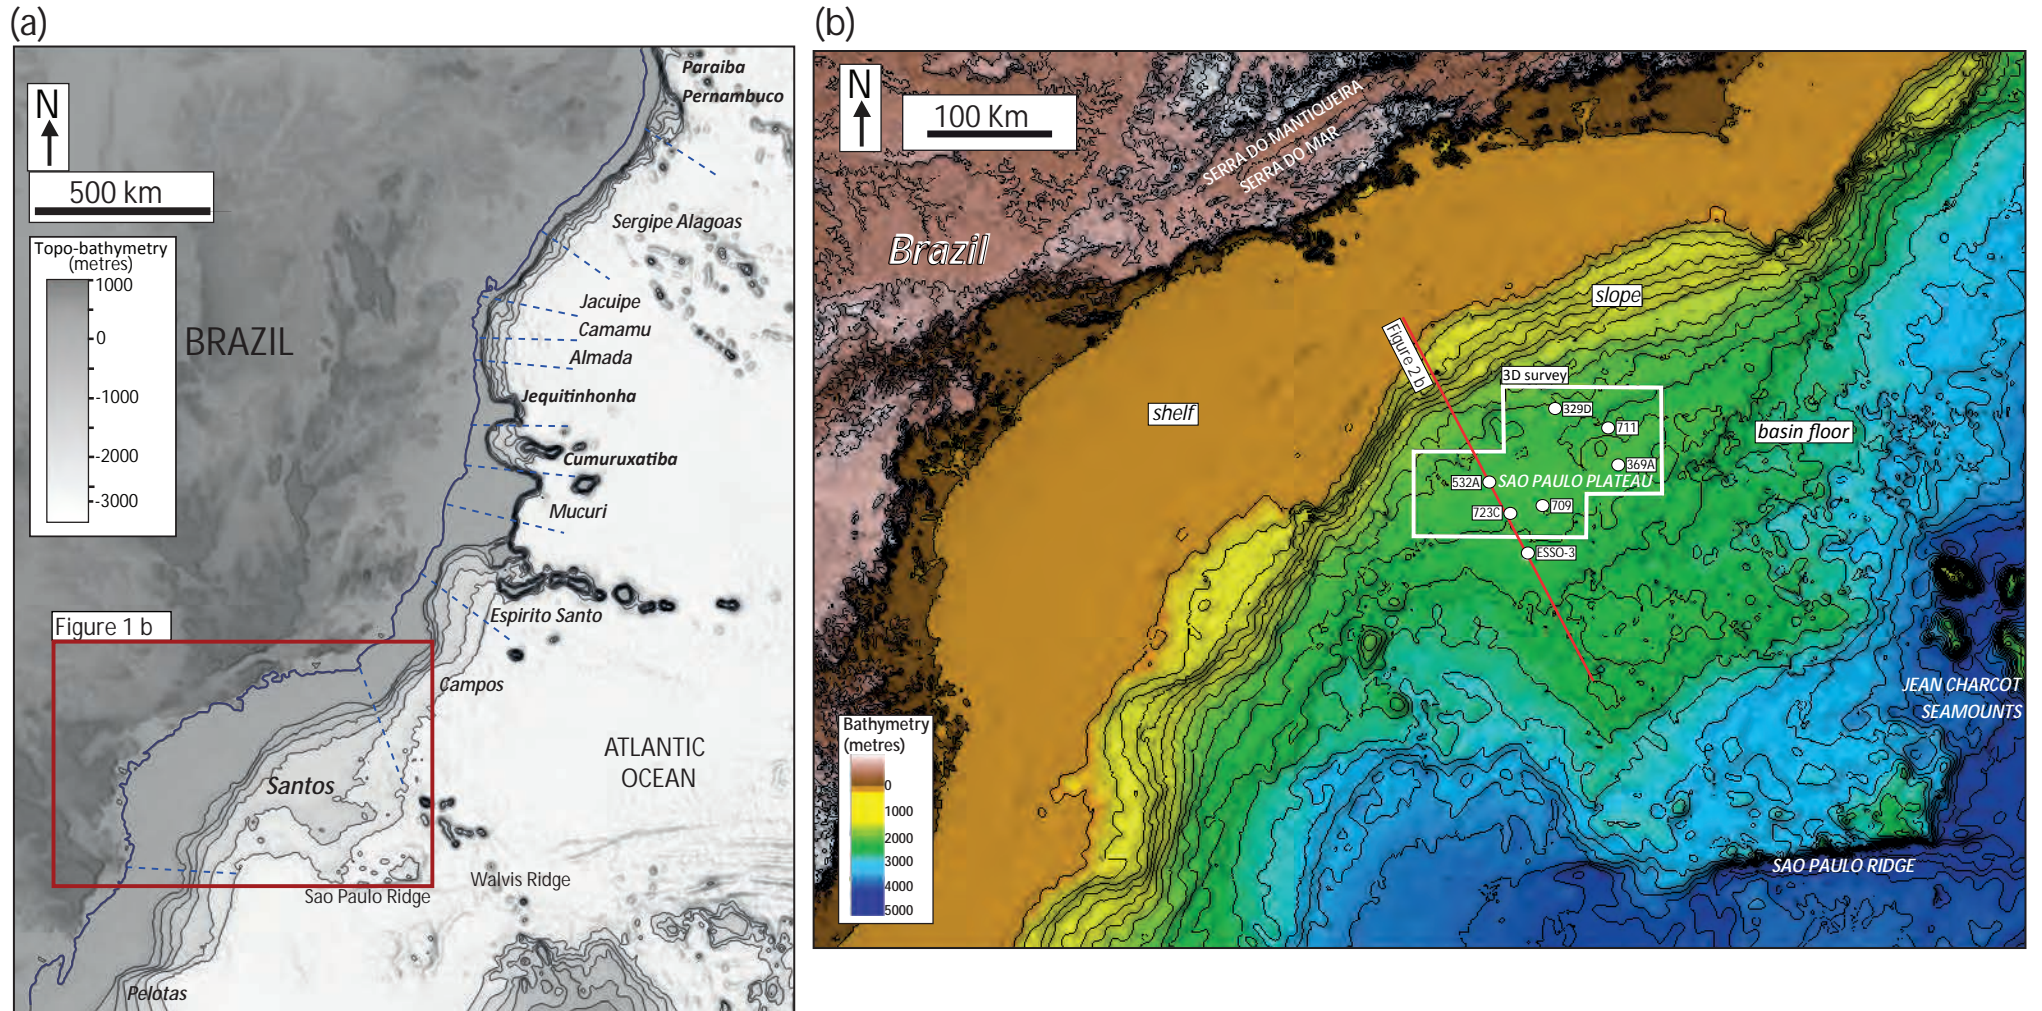 (a)
N
500 km
Topo-bathymetry
(metres)
1000
0
-1000
-2000
-3000
BRAZIL
Paraiba
Pernambuco
Sergipe Alagoas
Jacuipe
Camamu
Almada
Jequitinhonha
Cumuruxatiba
Mucuri
Espirito Santo
Figure 1 b
Campos
Santos
ATLANTIC
OCEAN
Sao Paulo Ridge
Walvis Ridge
Pelotas
(b)
N
100 Km
SERRA DO MANTIQUEIRA
SERRA DO MAR
Brazil
slope
Figure 2 b
3D survey
shelf
329D
711
basin floor
369A
532A
SAO PAULO PLATEAU
709
723C
ESSO-3
JEAN CHARCOT
SEAMOUNTS
Bathymetry
(metres)
0
1000
2000
3000
4000
5000
SAO PAULO RIDGE